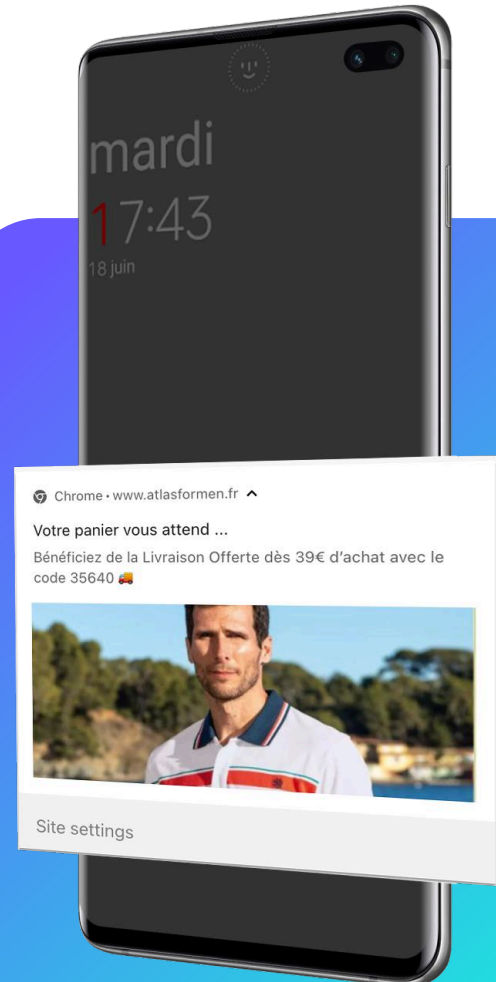 mardi
17:43
18 juin
Chrome • www.atlasformen.fr
Votre panier vous attend ...
Bénéficiez de la Livraison Offerte dès 39€ d'achat avec le
code 35640 🚚
Site settings